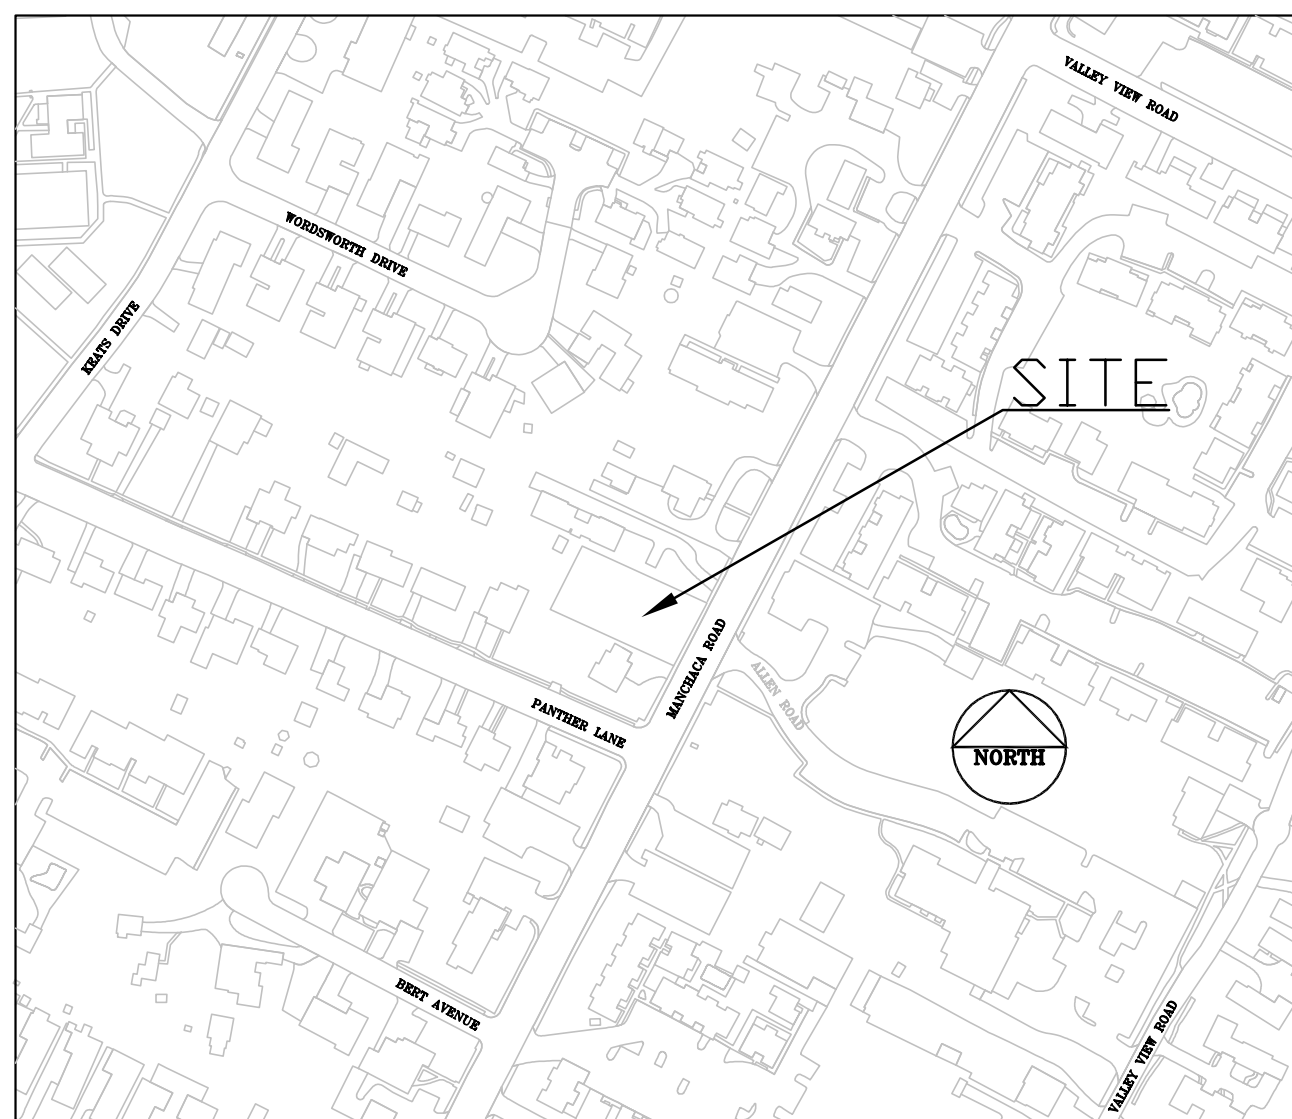 VALLEY VIEW ROAD
WORDSWORTH DRIVE
KEATS DRIVE
SITE
MANCHACA ROAD
ALLEN ROAD
PANTHER LANE
NORTH
BERT AVENUE
VALLEY VIEW ROAD